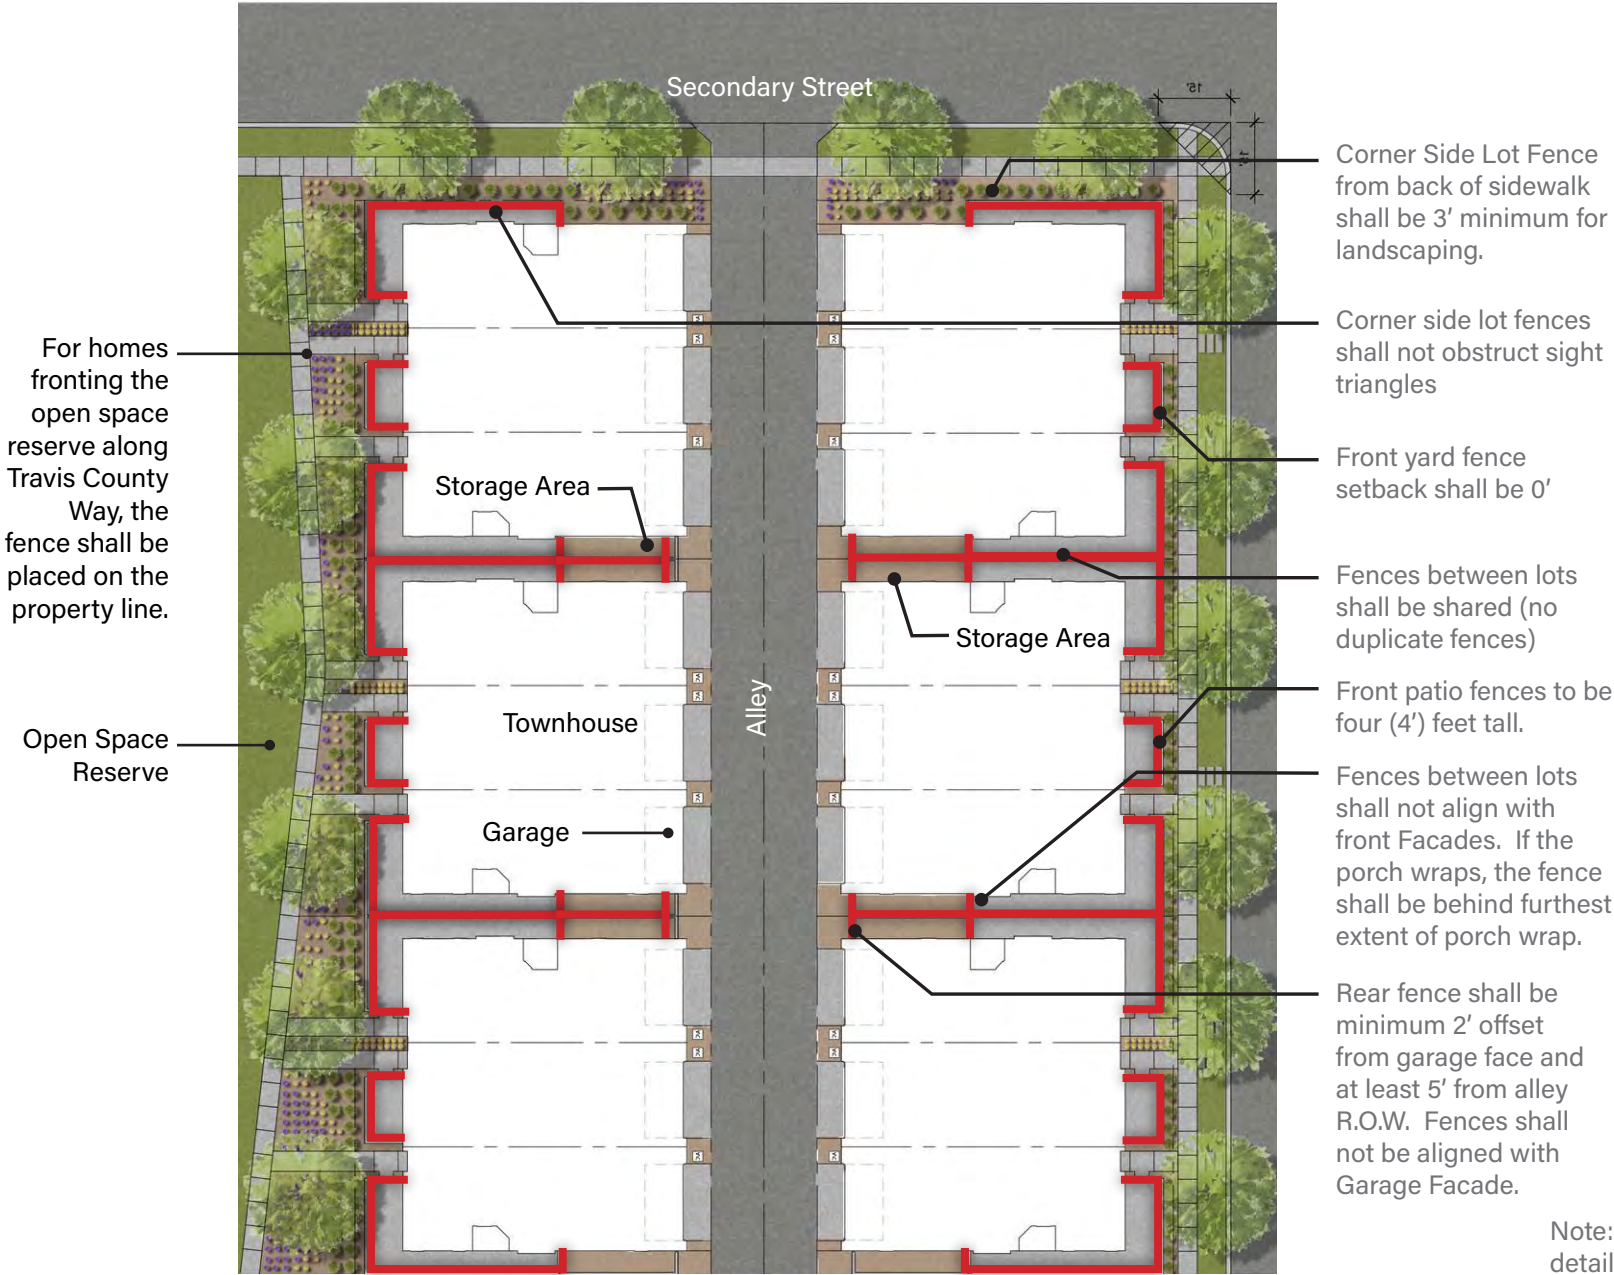 Secondary Street
15'
15'
Corner Side Lot Fence
from back of sidewalk
shall be 3' minimum for
landscaping.
Corner side lot fences
shall not obstruct sight
triangles
For homes
fronting the
open space
reserve along
Travis County
Way, the
fence shall be
placed on the
property line.
Front yard fence
setback shall be 0'
Storage Area
Fences between lots
shall be shared (no
duplicate fences)
Storage Area
Front patio fences to be
four (4') feet tall.
Alley
Townhouse
Open Space
Reserve
Fences between lots
shall not align with
front Facades.  If the
porch wraps, the fence
shall be behind furthest
extent of porch wrap.
Garage
Rear fence shall be
minimum 2' offset
from garage face and
at least 5' from alley
R.O.W.  Fences shall
not be aligned with
Garage Facade.
Note:
detail